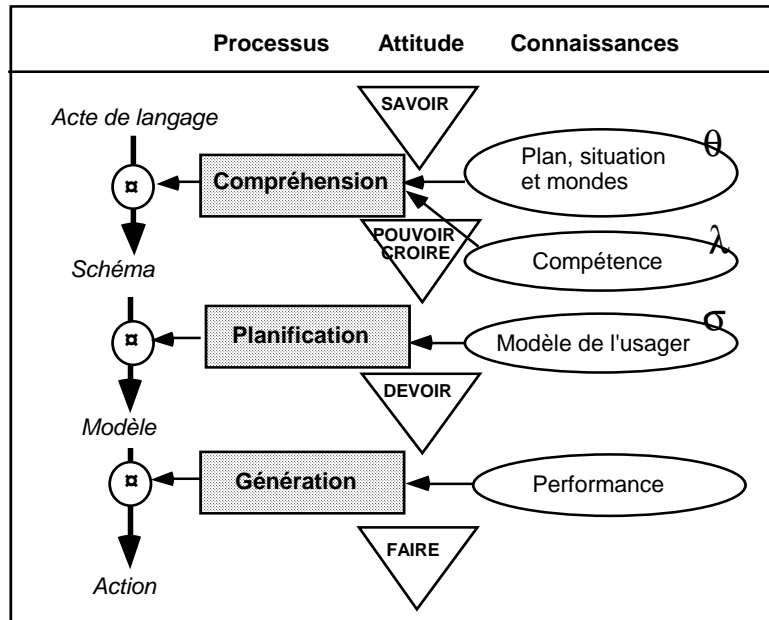 Processus Attitude Connaissances
SAVOIR
Acte de langage
θ
Plan, situation
et mondes
¤ Compréhension
POUVOIR
CROIRE
λ
Compétence
Schéma
σ
¤ Planification Modèle de l'usager
DEVOIR
Modèle
¤ Génération Performance
FAIRE
Action